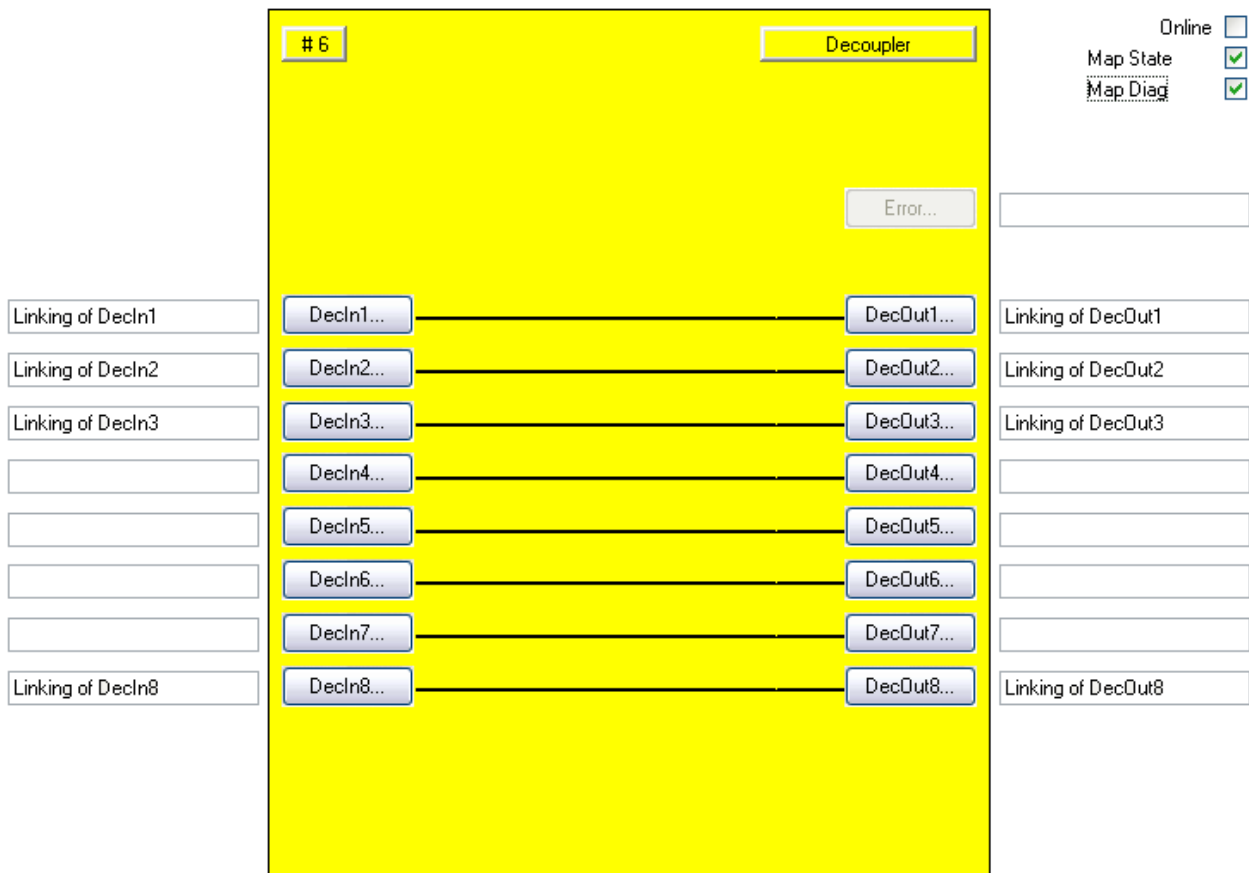 # 6
Decoupler
Online
Map State
Map Diag
Error...
Linking of DecIn1 DecIn1... DecOut1... Linking of DecOut1
Linking of DecIn2 DecIn2... DecOut2... Linking of DecOut2
Linking of DecIn3 DecIn3... DecOut3... Linking of DecOut3
DecIn4... DecOut4...
DecIn5... DecOut5...
DecIn6... DecOut6...
DecIn7... DecOut7...
Linking of DecIn8 DecIn8... DecOut8... Linking of DecOut8